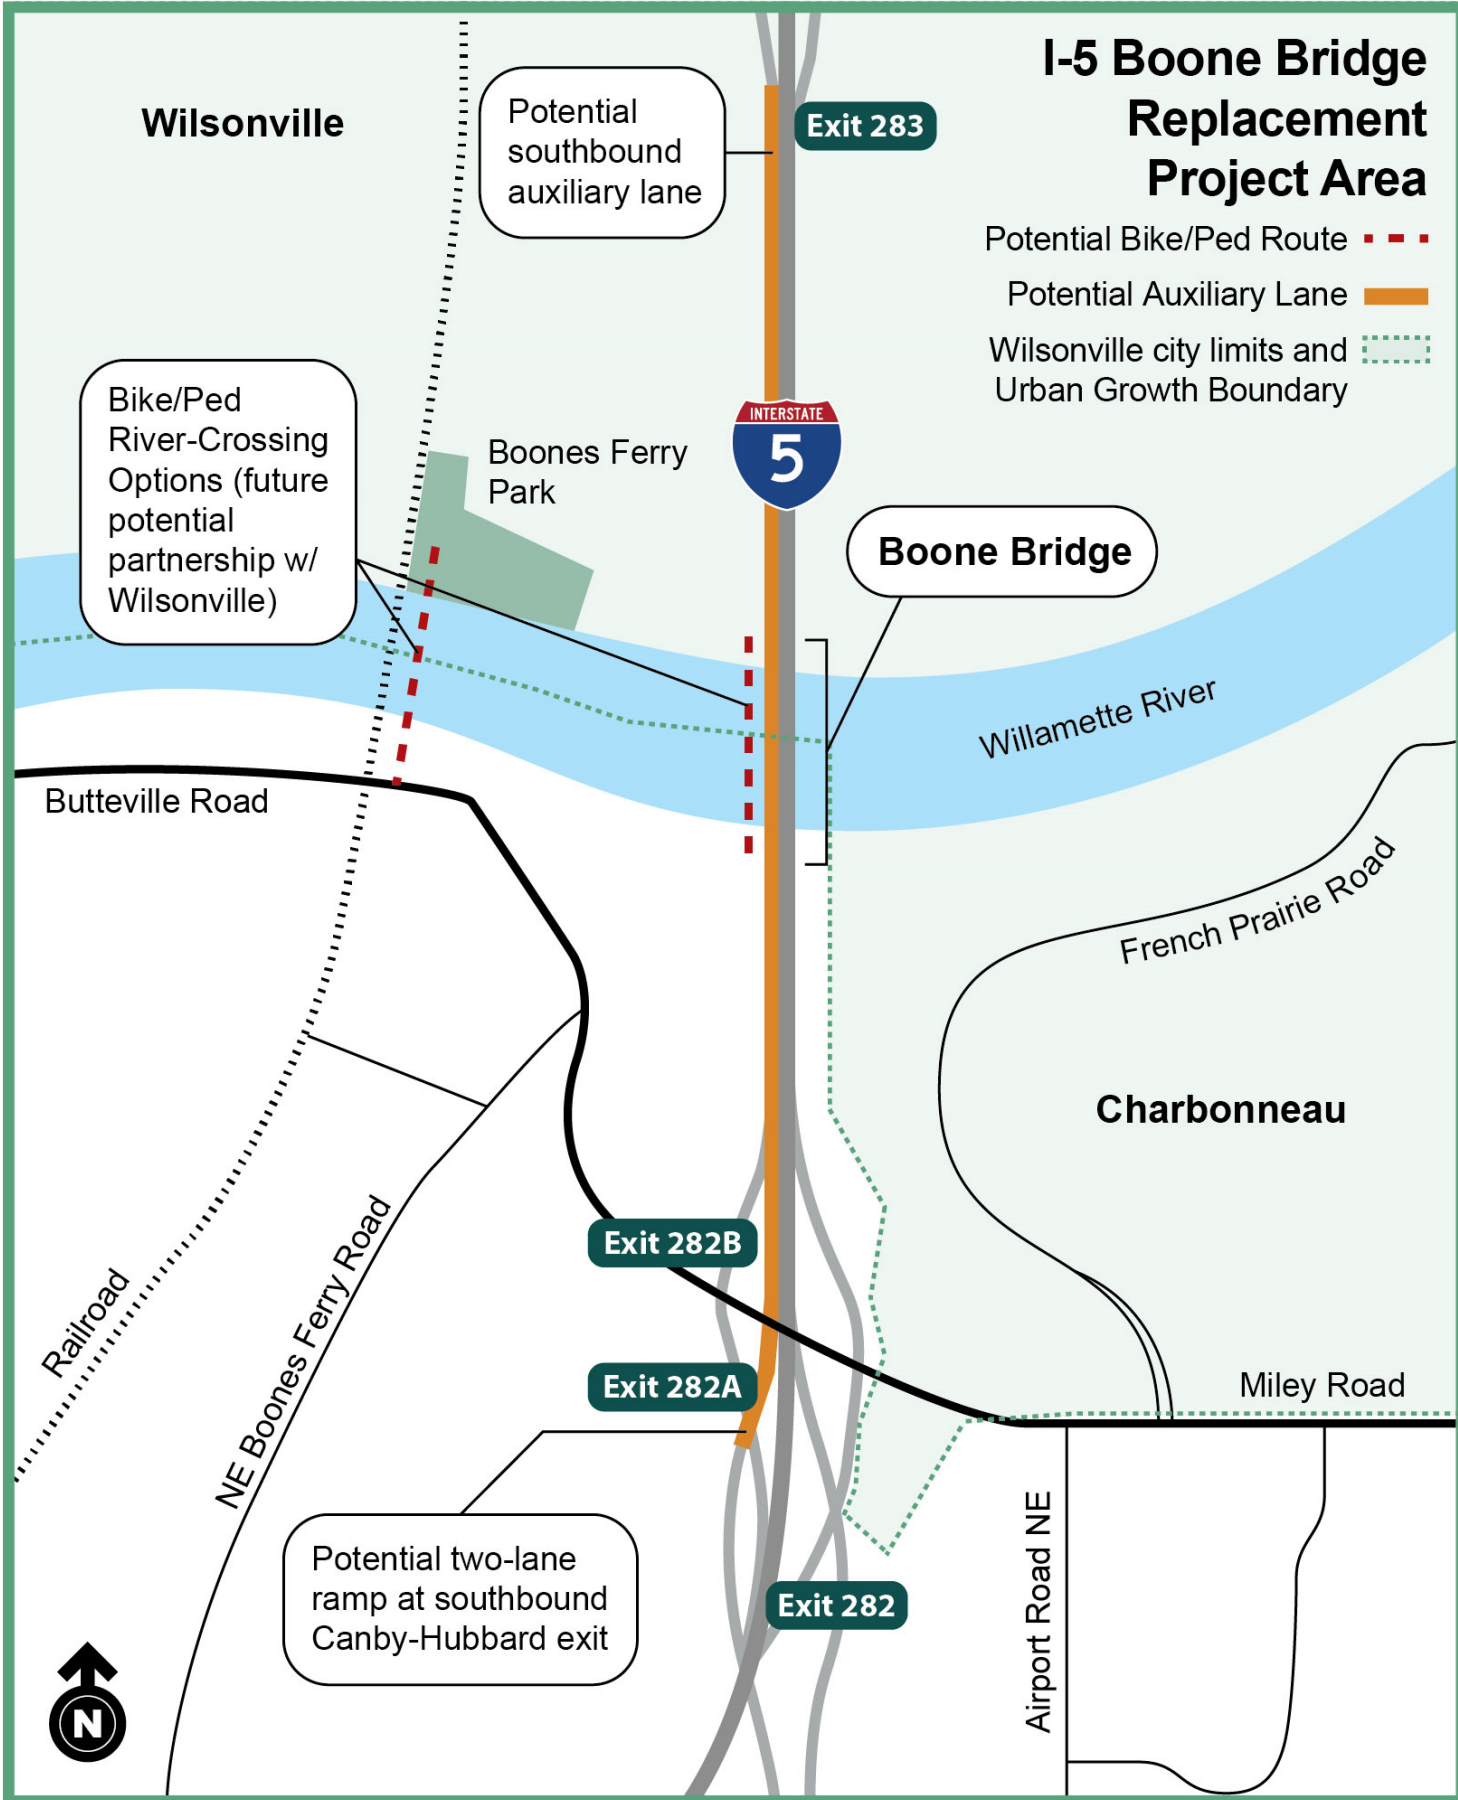 I-5 Boone Bridge
Replacement
Project Area
Potential Bike/Ped Route
Potential Auxiliary Lane
Wilsonville city limits and
Urban Growth Boundary
Wilsonville
Potential
southbound
auxiliary lane
Exit 283
Bike/Ped
River-Crossing
Options (future
potential
partnership w/
Wilsonville)
Boones Ferry
Park
INTERSTATE
5
Boone Bridge
Willamette River
Butteville Road
French Prairie Road
Charbonneau
Exit 282B
Railroad
NE Boones Ferry Road
Exit 282A
Miley Road
Potential two-lane
ramp at southbound
Canby-Hubbard exit
Exit 282
Airport Road NE
N